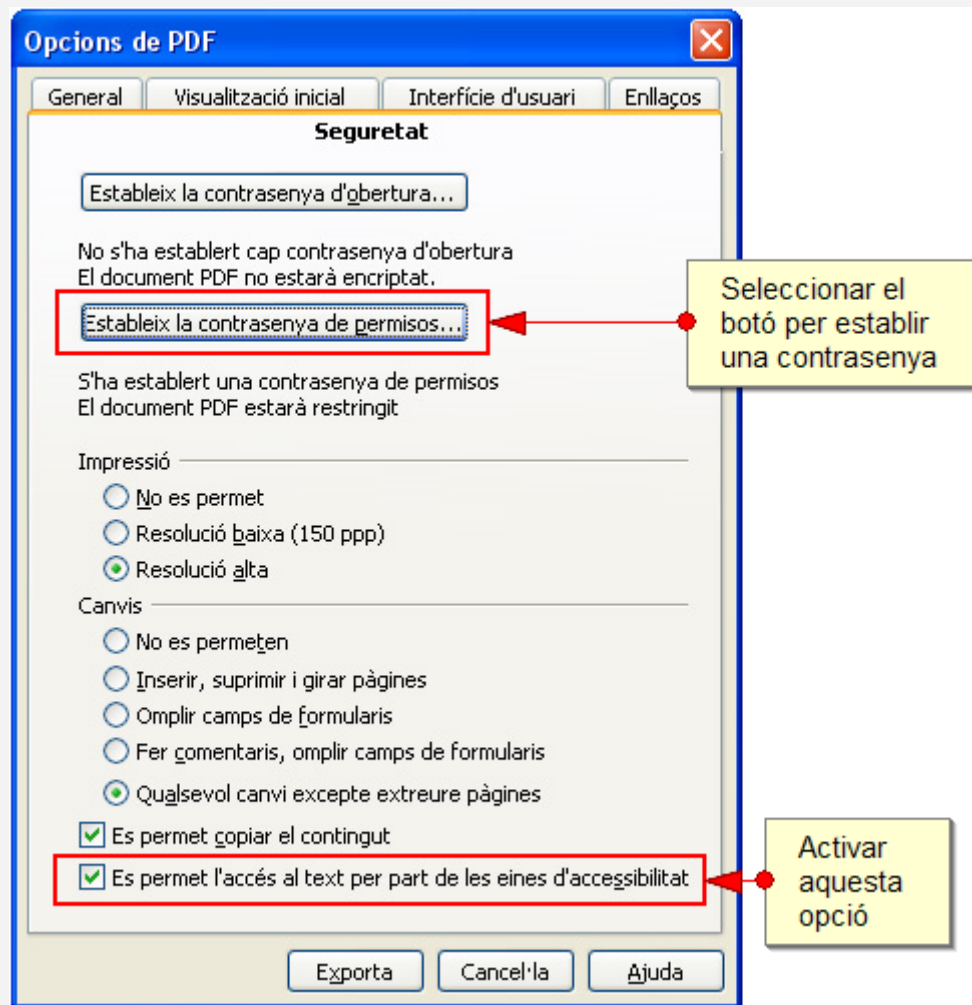 Opcions de PDF
General Visualització inicial Interfície d'usuari Enllaços
Seguretat
Estableix la contrasenya d'obertura...
No s'ha establert cap contrasenya d'obertura
El document PDF no estarà encriptat.
Estableix la contrasenya de permisos...
Seleccionar el
botó per establir
una contrasenya
S'ha establert una contrasenya de permisos
El document PDF estarà restringit
Impressió
No es permet
Resolució baixa (150 ppp)
Resolució alta
Canvis
No es permeten
Inserir, suprimir i girar pàgines
Omplir camps de formularis
Fer comentaris, omplir camps de formularis
Qualsevol canvi excepte extreure pàgines
Es permet copiar el contingut
Es permet l'accés al text per part de les eines d'accessibilitat
Activar
aquesta
opció
Exporta Cancel·la Ajuda